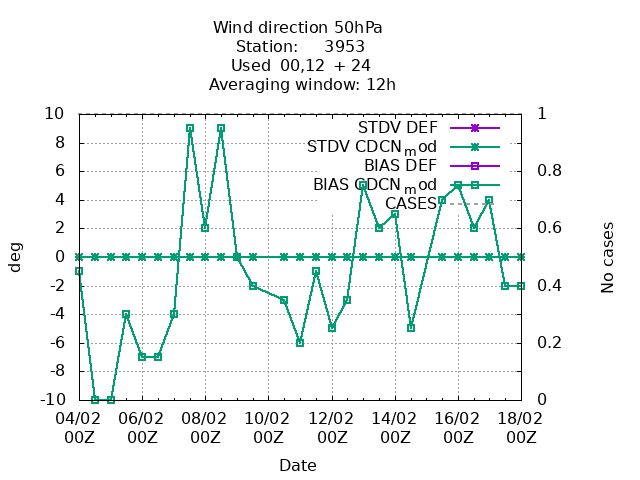 Wind direction 50hPa
Station: 3953
Used 00,12 + 24
Averaging window: 12h
10
8
6
4
2
0
-2
-4
-6
-8
-10
deg
1
0.8
0.6
0.4
0.2
0
No cases
STDV DEF
STDV CDCNmod
BIAS DEF
BIAS CDCNmod
CASES
04/02 06/02 08/02 10/02 12/02 14/02 16/02 18/02
00Z 00Z 00Z 00Z 00Z 00Z 00Z 00Z
Date